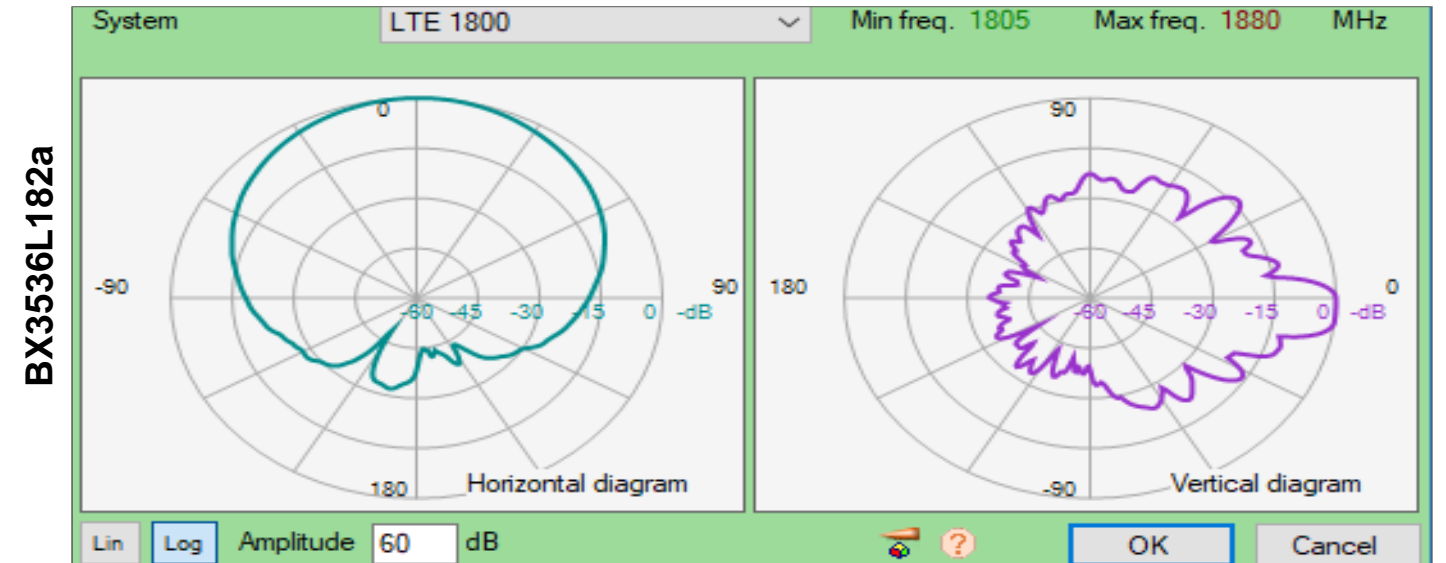 BX3536L182a
System LTE 1800 Min freq. 1805 Max freq. 1880 MHz
0
-90 90
-60 -45 -30 -15 0 -dB
180 Horizontal diagram
90
180 0
-60 -45 -30 -15 0 -dB
-90 Vertical diagram
Lin Log Amplitude 60 dB ? OK Cancel